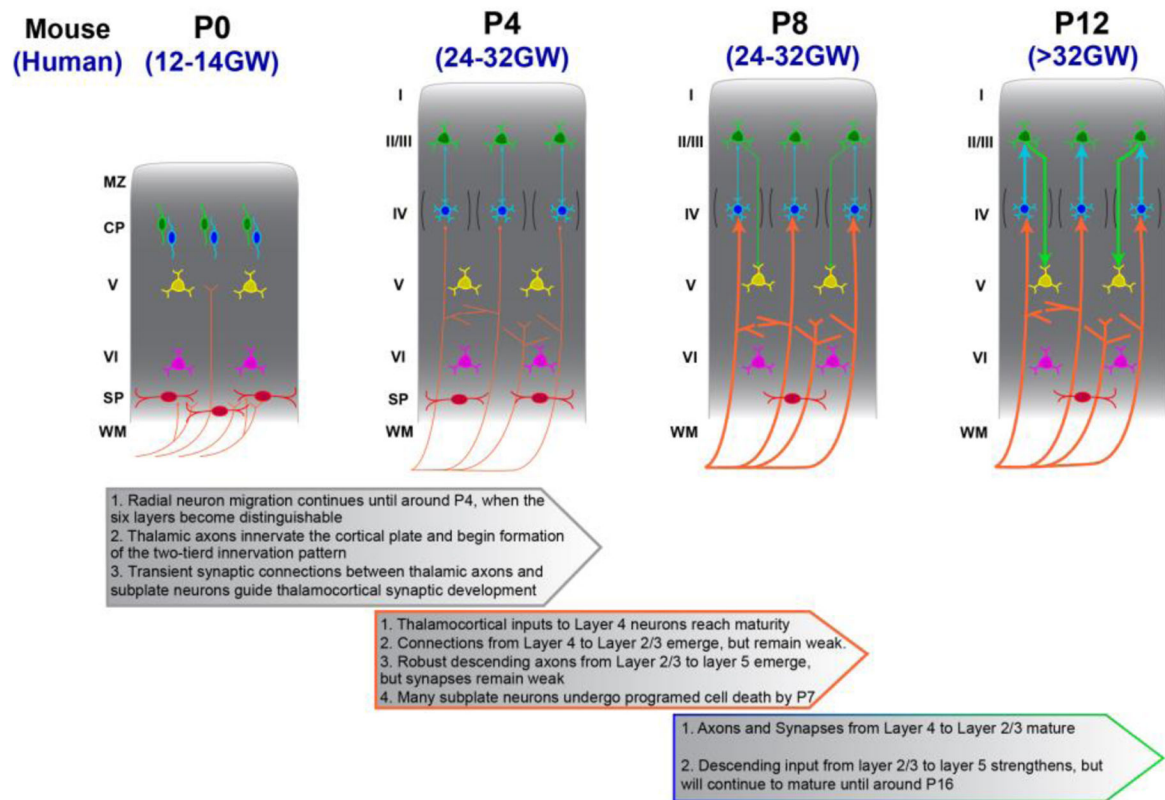 Mouse P0 P4 P8 P12
(Human) (12-14GW) (24-32GW) (24-32GW) (>32GW)
MZ
CP
V
VI
SP
WM
I
II/III
IV
V
VI
SP
WM
I
II/III
IV
V
VI
WM
I
II/III
IV
V
VI
WM
1. Radial neuron migration continues until around P4, when the
six layers become distinguishable
2. Thalamic axons innervate the cortical plate and begin formation
of the two-tierd innervation pattern
3. Transient synaptic connections between thalamic axons and
subplate neurons guide thalamocortical synaptic development
1. Thalamocortical inputs to Layer 4 neurons reach maturity
2. Connections from Layer 4 to Layer 2/3 emerge, but remain weak.
3. Robust descending axons from Layer 2/3 to layer 5 emerge,
but synapses remain weak
4. Many subplate neurons undergo programed cell death by P7
1. Axons and Synapses from Layer 4 to Layer 2/3 mature
2. Descending input from layer 2/3 to layer 5 strengthens, but
will continue to mature until around P16